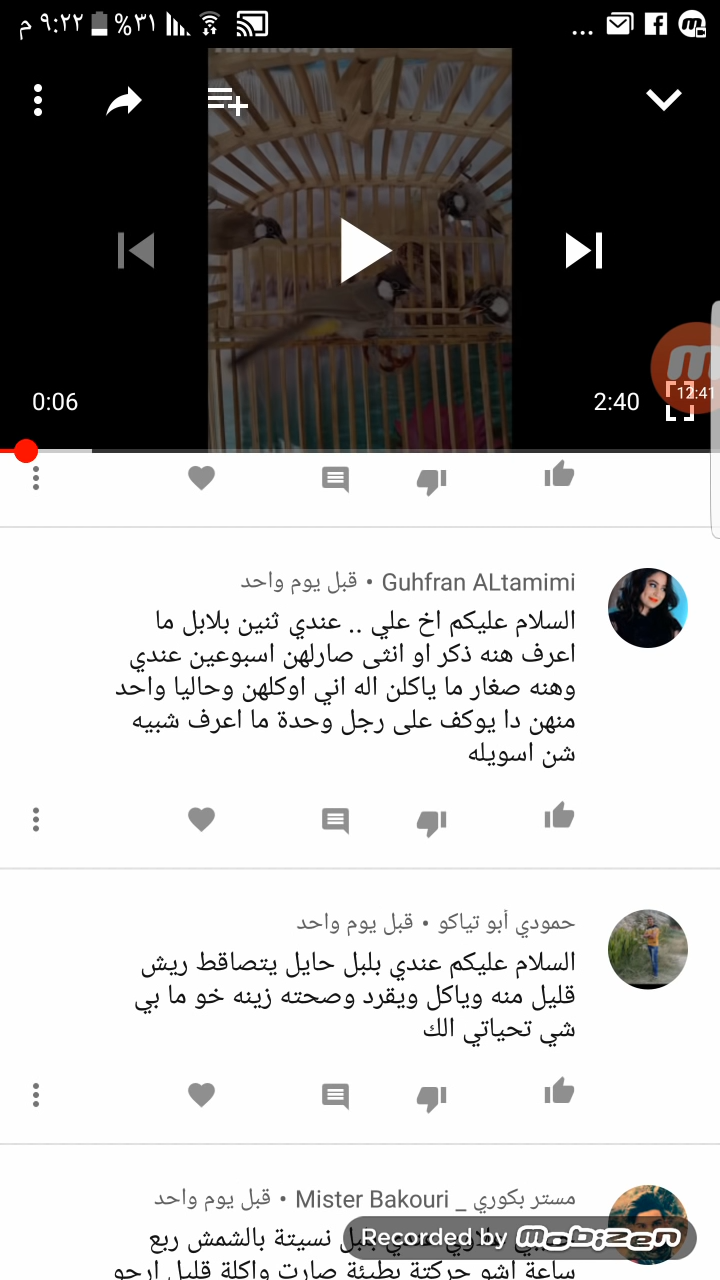 ٩:٢٢ م
%٣١
0:06
2:40
12:41
Guhfran ALtamimi • قبل يوم واحد
السلام عليكم اخ علي .. عندي ثنين بلابل ما
اعرف هنه ذكر او انثى صارلهن اسبوعين عندي
وهنه صغار ما ياكلن اله اني اوكلهن وحاليا واحد
منهن دا يوكف على رجل وحدة ما اعرف شبيه
شن اسويله
حمودي أبو تياكو • قبل يوم واحد
السلام عليكم عندي بلبل حايل يتصاقط ريش
قليل منه وياكل ويقرد وصحته زينه خو ما بي
شي تحياتي الك
مستر بكوري _ Mister Bakouri • قبل يوم واحد
بلبل نسيتة بالشمش ربع
ساعة اشو حركتة بطيئة صارت واكلة قليل ارجو
Recorded by Mobizen